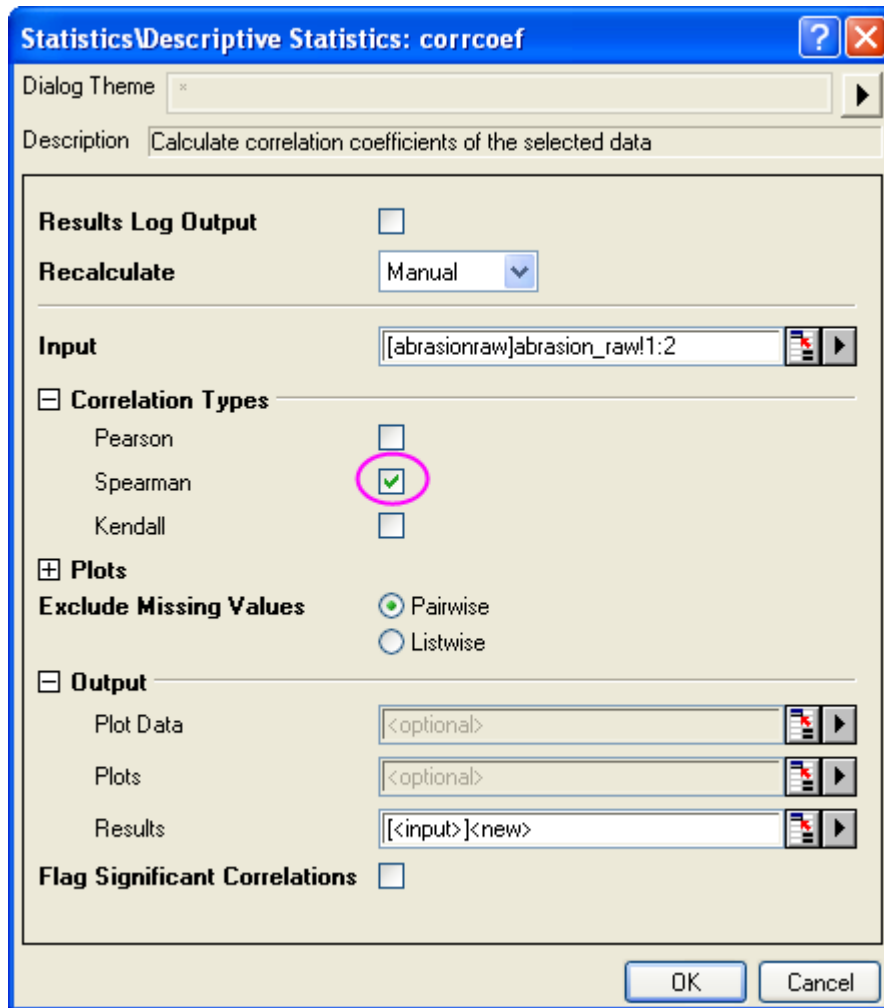 Statistics\Descriptive Statistics: corrcoef
Dialog Theme *
Description Calculate correlation coefficients of the selected data
Results Log Output
Recalculate Manual
Input [abrasionraw]abrasion_raw!1:2
Correlation Types
Pearson
Spearman
Kendall
Plots
Exclude Missing Values Pairwise
Listwise
Output
Plot Data <optional>
Plots <optional>
Results [<input>]<new>
Flag Significant Correlations
OK Cancel